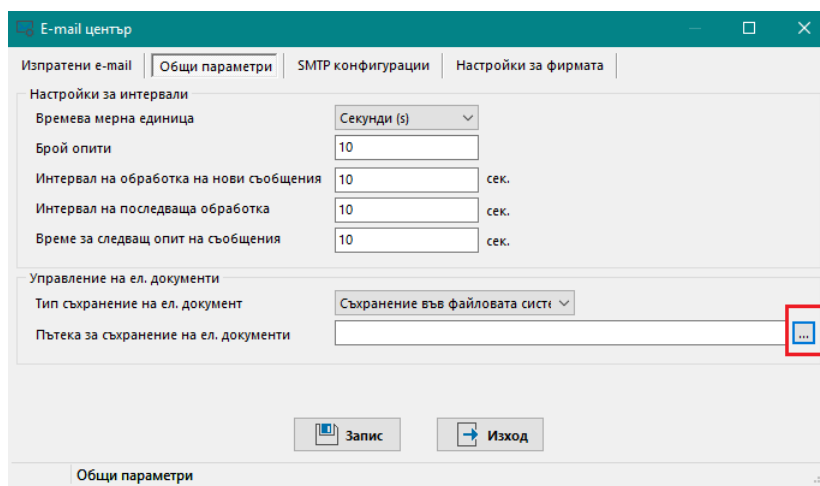 E-mail център
Изпратени e-mail Общи параметри SMTP конфигурации Настройки за фирмата
Настройки за интервали
Времева мерна единица Секунди (s)
Брой опити 10
Интервал на обработка на нови съобщения 10 сек.
Интервал на последваща обработка 10 сек.
Време за следващ опит на съобщения 10 сек.
Управление на ел. документи
Тип съхранение на ел. документ Съхранение във файловата систе
Пътека за съхранение на ел. документи ...
Запис Изход
Общи параметри